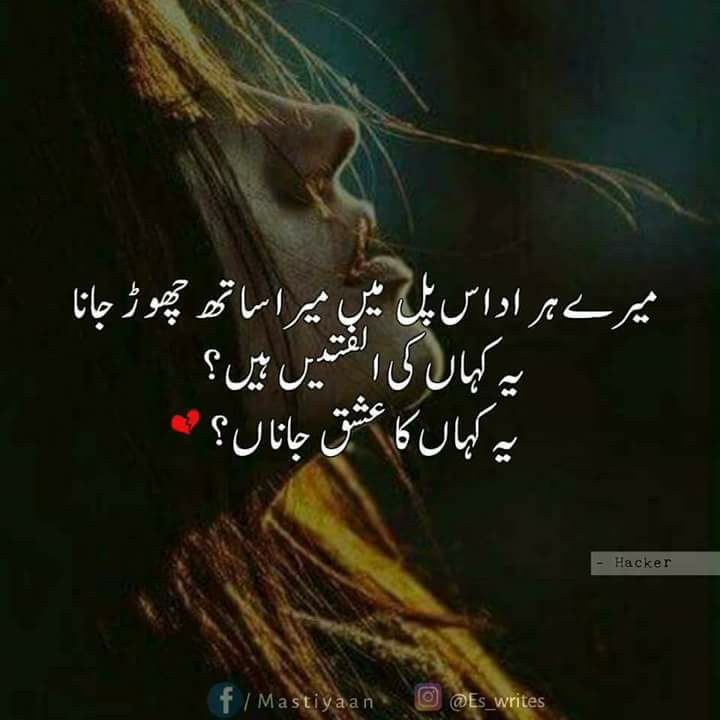 میرے ہر اداس پل میں میرا ساتھ چھوڑ جانا
یہ کہاں کی الفتیں ہیں؟
یہ کہاں کا عشق جاناں؟ 💔
- Hacker
f / Mastiyaan @Es_writes